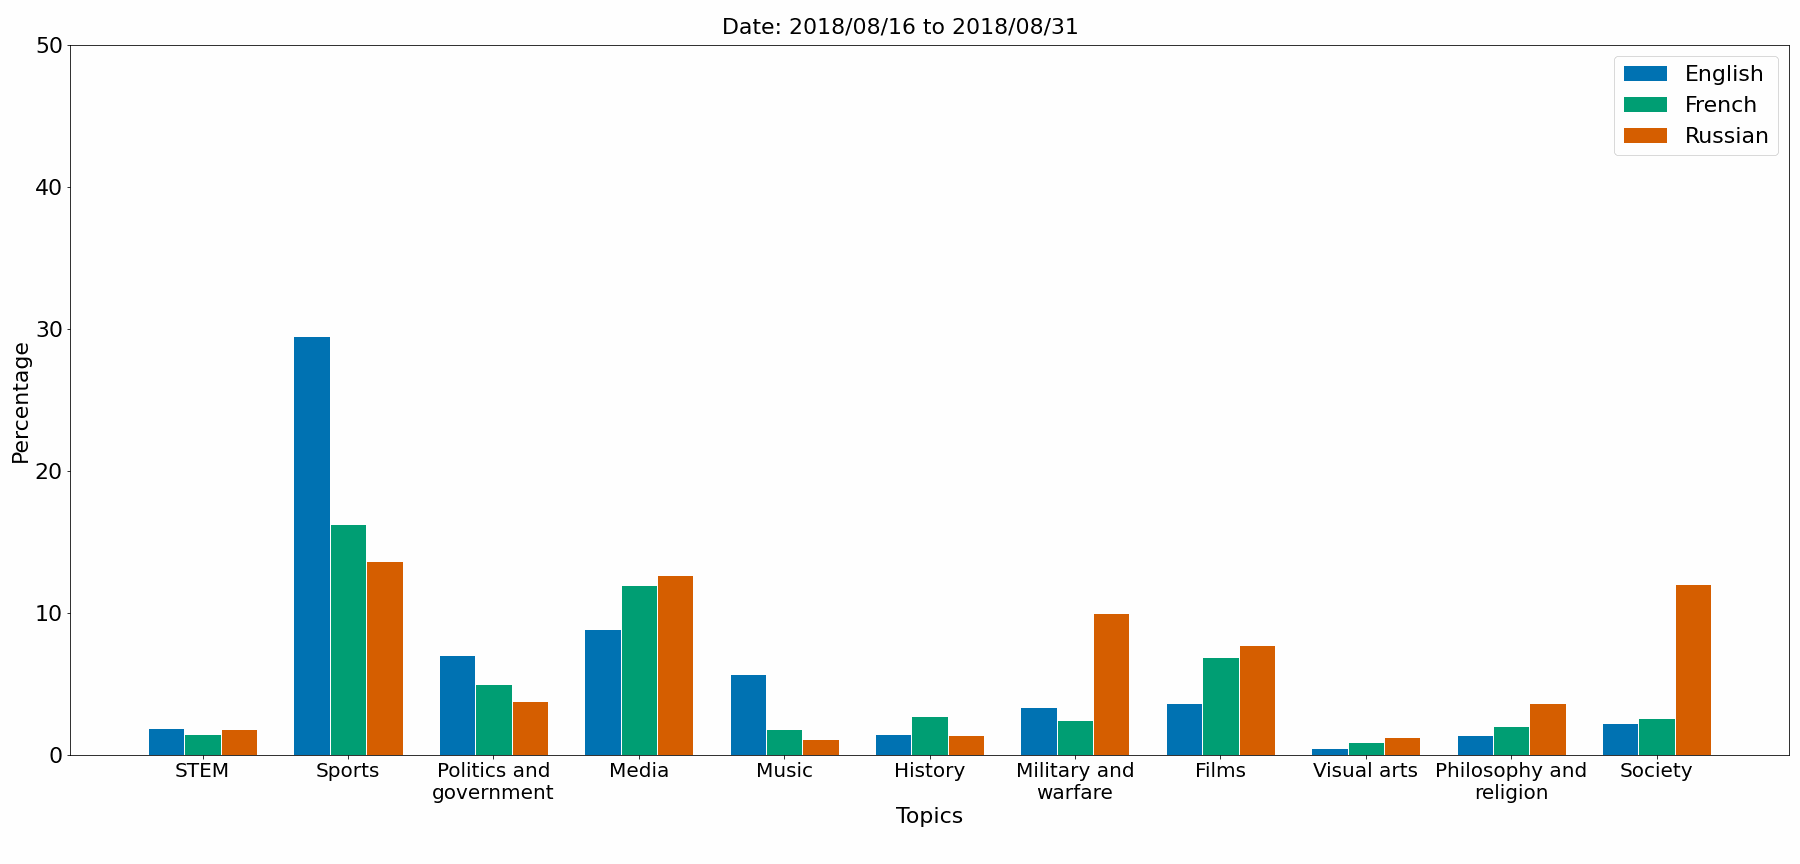 Date: 2018/08/16 to 2018/08/31
50
40
30
20
10
0
Percentage
English
French
Russian
STEM
Sports
Politics and
government
Media
Music
History
Military and
warfare
Films
Visual arts
Philosophy and
religion
Society
Topics